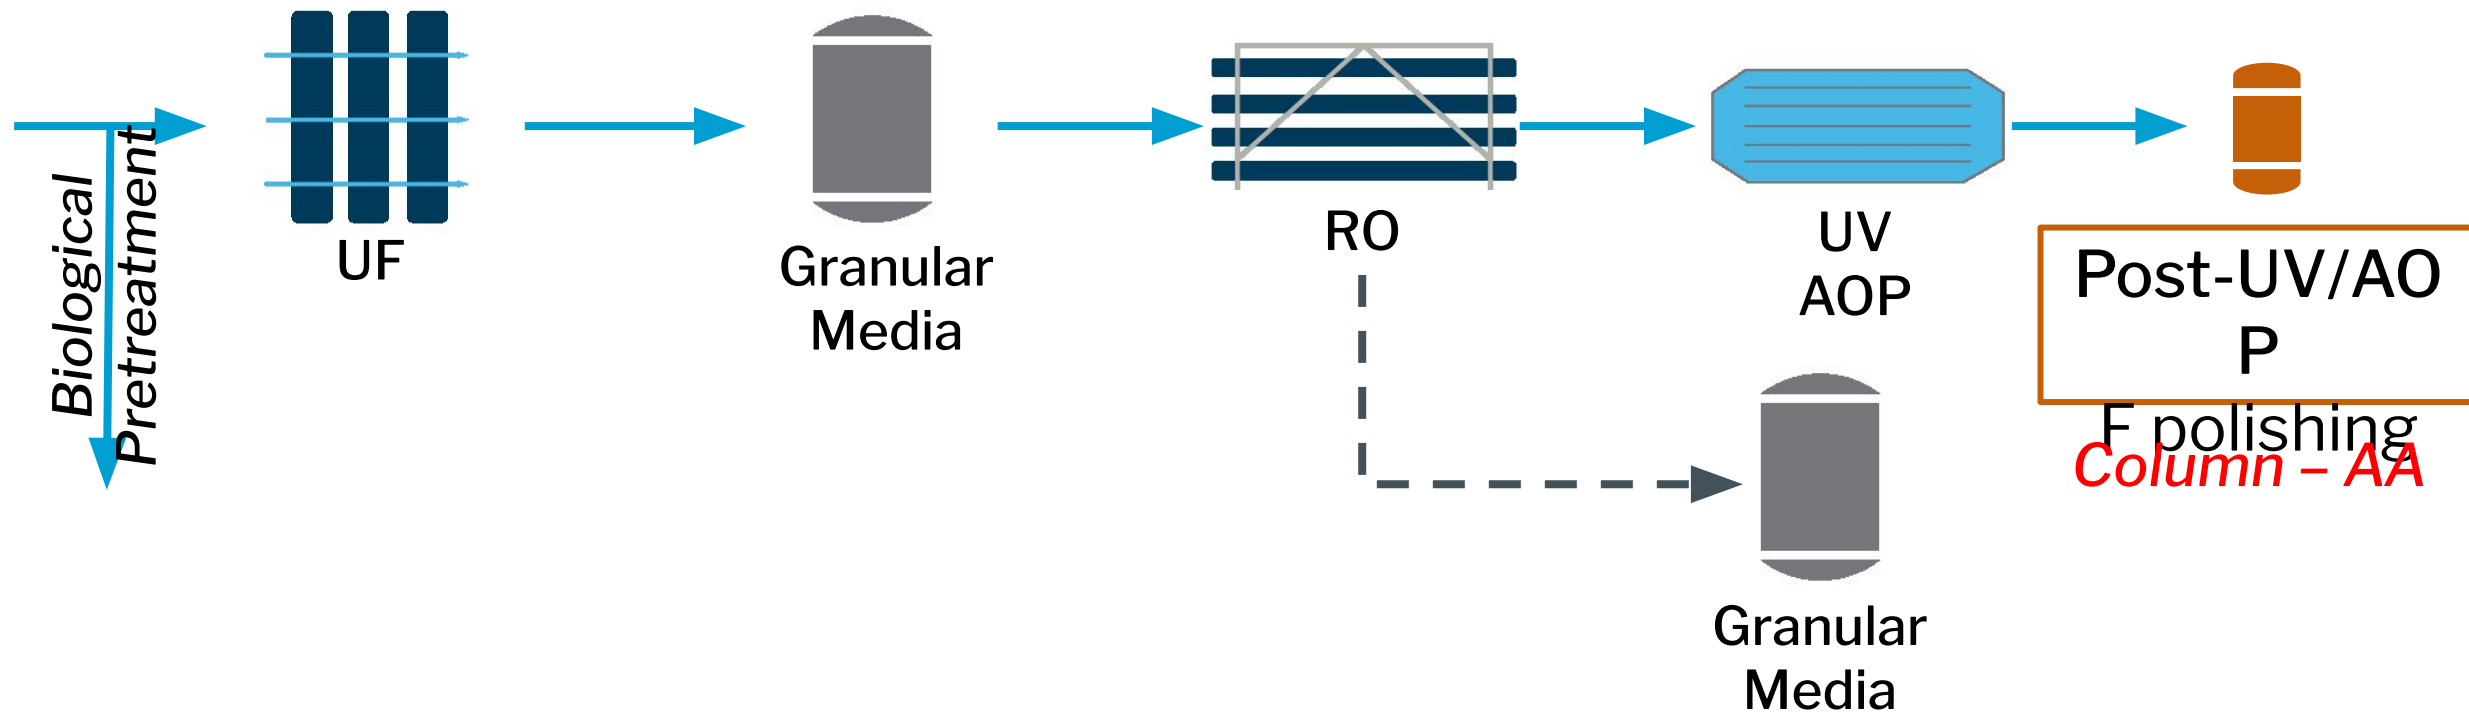 Biological
Pretreatment
UF
Granular
Media
RO
UV
AOP
Post-UV/AO
P
F polishing
Column – AA
Granular
Media